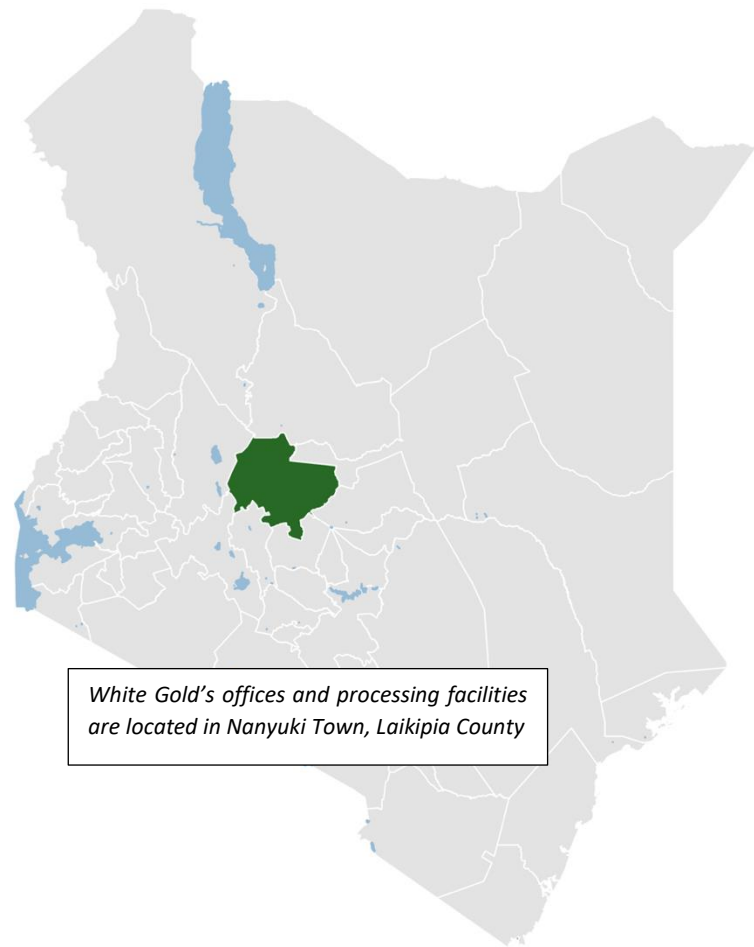 White Gold’s offices and processing facilities
are located in Nanyuki Town, Laikipia County